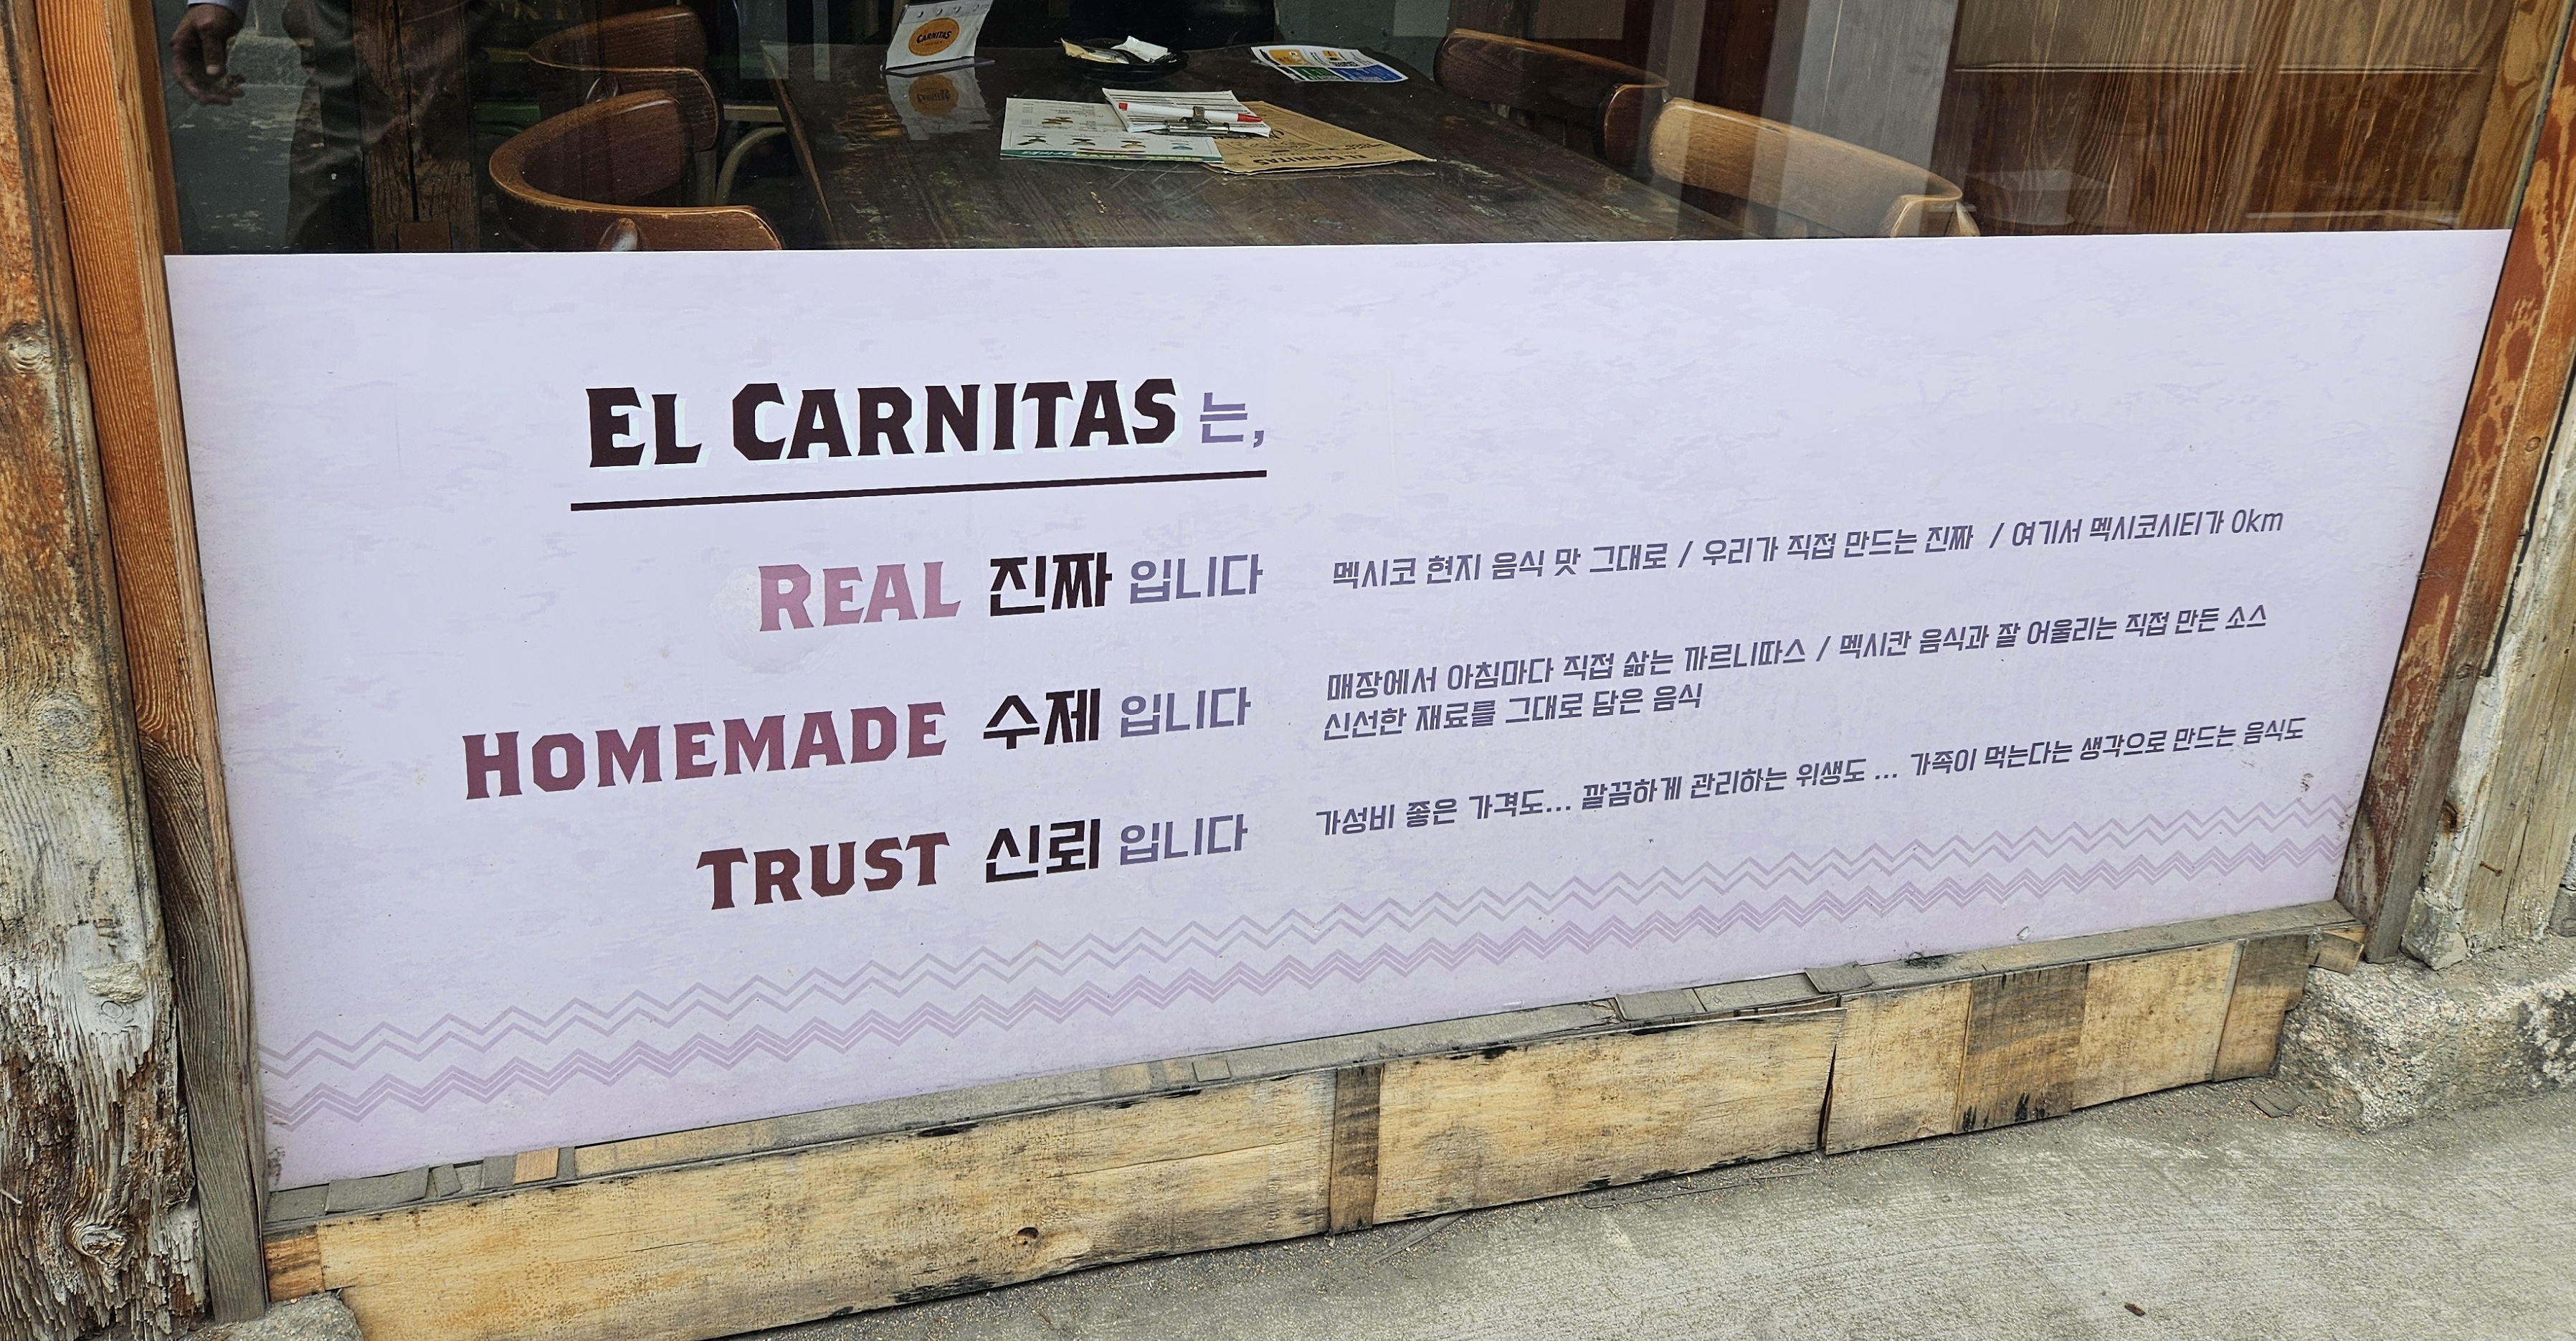 CARNITAS
EL CARNITAS
EL CARNITAS 는,
REAL 진짜 입니다
멕시코 현지 음식 맛 그대로 / 우리가 직접 만드는 진짜 / 여기서 멕시코시티가 0km
HOMEMADE 수제 입니다
매장에서 아침마다 직접 삶는 까르니따스 / 멕시칸 음식과 잘 어울리는 직접 만든 소스
신선한 재료를 그대로 담은 음식
TRUST 신뢰 입니다
가성비 좋은 가격도... 깔끔하게 관리하는 위생도 ... 가족이 먹는다는 생각으로 만드는 음식도